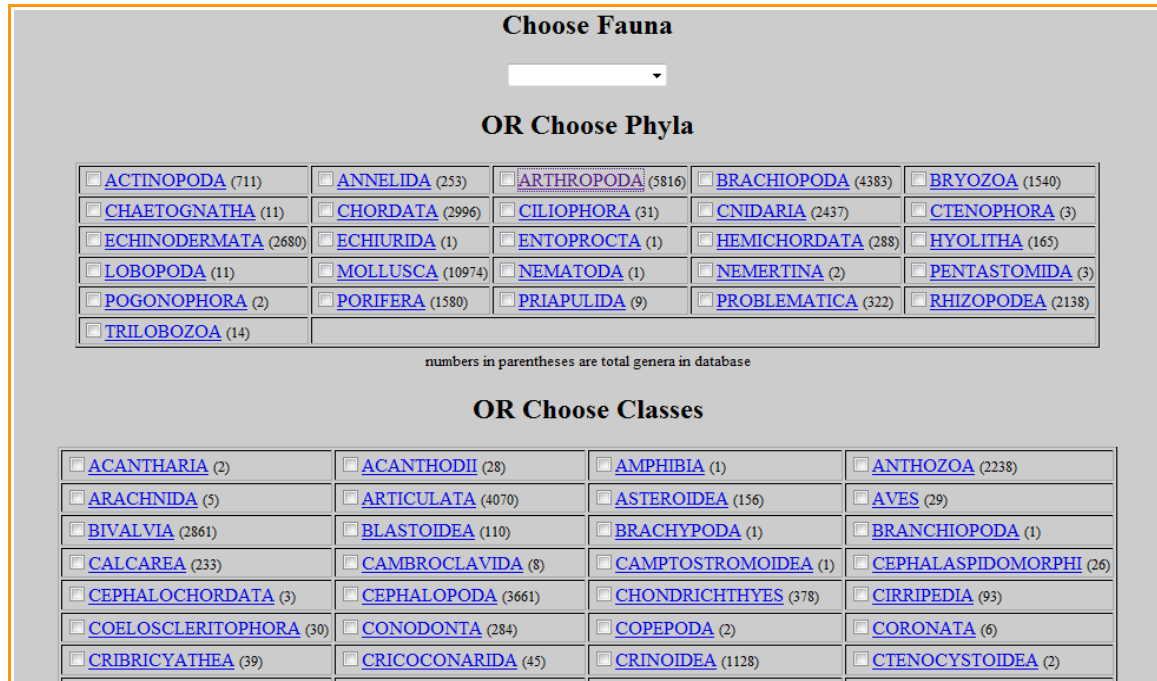 Choose Fauna
OR Choose Phyla
ACTINOPODA (711) ANNELIDA (253) ARTHROPODA (5816) BRACHIOPODA (4383) BRYOZOA (1540)
CHAETOGNATHA (11) CHORDATA (2996) CILIOPHORA (31) CNIDARIA (2437) CTENOPHORA (3)
ECHINODERMATA (2680) ECHIURIDA (1) ENTOPROCTA (1) HEMICHORDATA (288) HYOLITHA (165)
LOBOPODA (11) MOLLUSCA (10974) NEMATODA (1) NEMERTINA (2) PENTASTOMIDA (3)
POGONOPHORA (2) PORIFERA (1580) PRIAPULIDA (9) PROBLEMATICA (322) RHIZOPODEA (2138)
TRILOBOZOA (14)
numbers in parentheses are total genera in database
OR Choose Classes
ACANTHARIA (2) ACANTHODII (28) AMPHIBIA (1) ANTHOZOA (2238)
ARACHNIDA (5) ARTICULATA (4070) ASTEROIDEA (156) AVES (29)
BIVALVIA (2861) BLASTOIDEA (110) BRACHYPODA (1) BRANCHIOPODA (1)
CALCAREA (233) CAMBROCLAVIDA (8) CAMPTOSTROMOIDEA (1) CEPHALASPIDOMORPHI (26)
CEPHALOCHORDATA (3) CEPHALOPODA (3661) CHONDRICHTHYES (378) CIRRIPEDIA (93)
COELOSCLERITOPHORA (30) CONODONTA (284) COPEPODA (2) CORONATA (6)
CRIBRICYATHEA (39) CRICOCONARIDA (45) CRINOIDEA (1128) CTENOCYSTOIDEA (2)